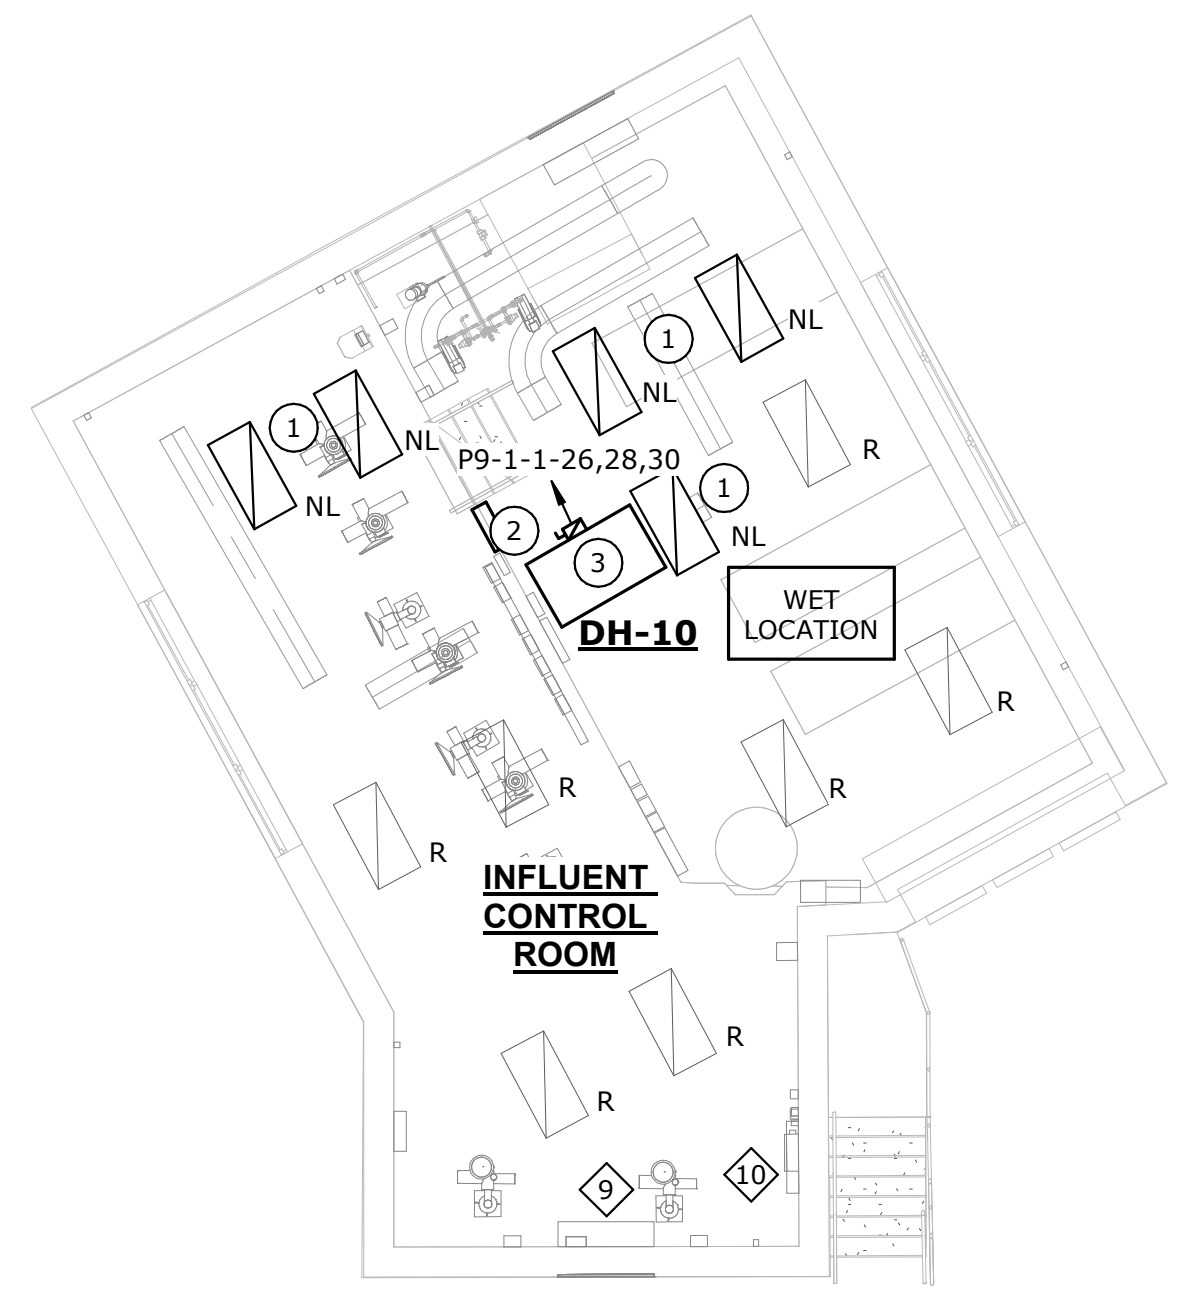 NL
1
NL
R
1
NL
NL
P9-1-1-26,28,30
1
2
3
NL
WET
LOCATION
DH-10
R
R
R
R
INFLUENT
CONTROL
ROOM
R
R
9
10